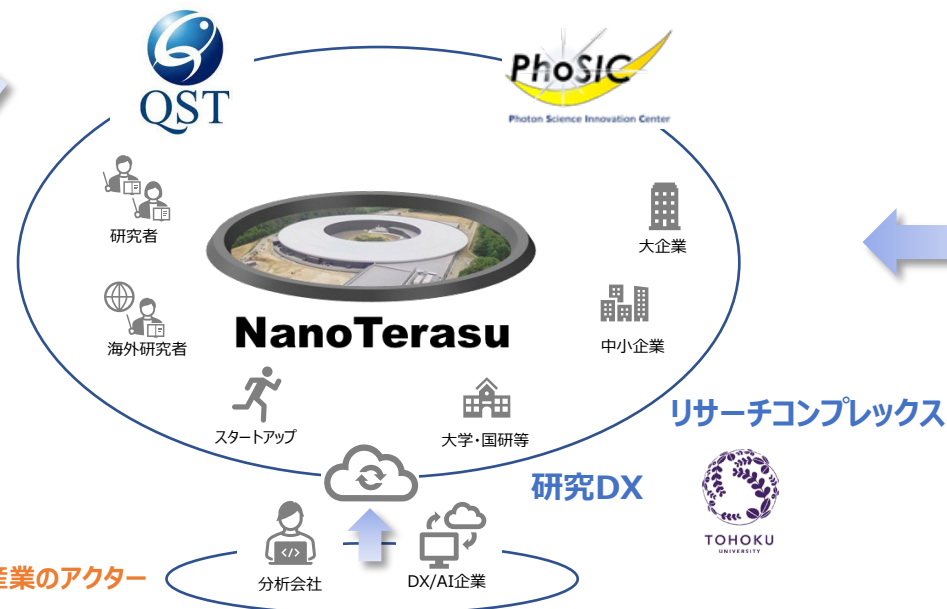 QST
PhoSIC
Photon Science Innovation Center
研究者
大企業
海外研究者
NanoTerasu
中小企業
スタートアップ
大学・国研等
リサーチコンプレックス
研究DX
TOHOKU
UNIVERSITY
産業のアクター
分析会社
DX/AI企業